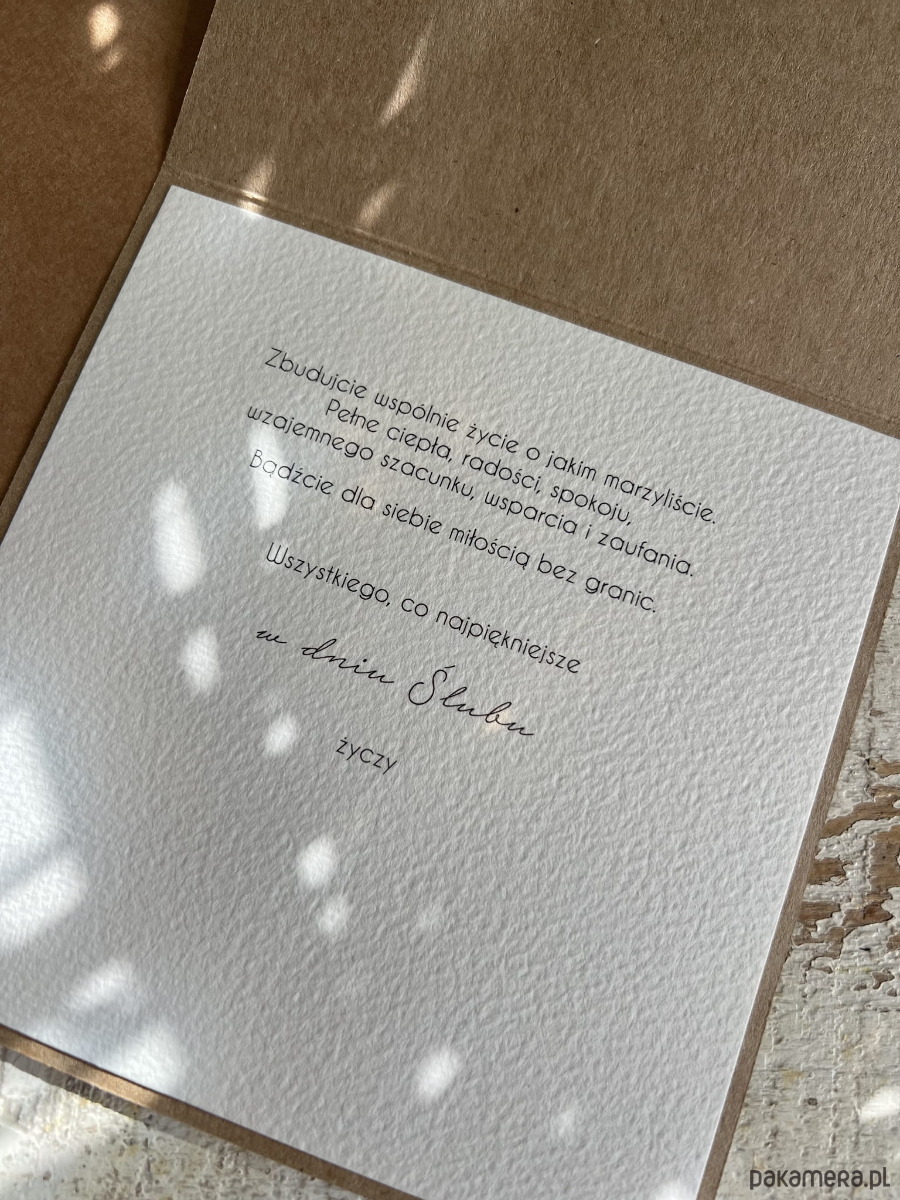 Zbudujcie wspólnie życie o jakim marzyliście.
Pełne ciepła, radości, spokoju,
wzajemnego szacunku, wsparcia i zaufania.
Bądźcie dla siebie miłością bez granic.
Wszystkiego, co najpiękniejsze
w dniu Ślubu
życzy
pakamera.pl